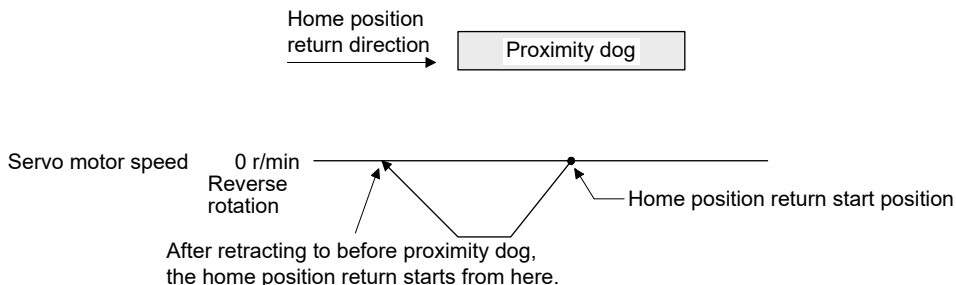 Home position
return direction
Proximity dog
Servo motor speed 0 r/min
Reverse
rotation
Home position return start position
After retracting to before proximity dog,
the home position return starts from here.